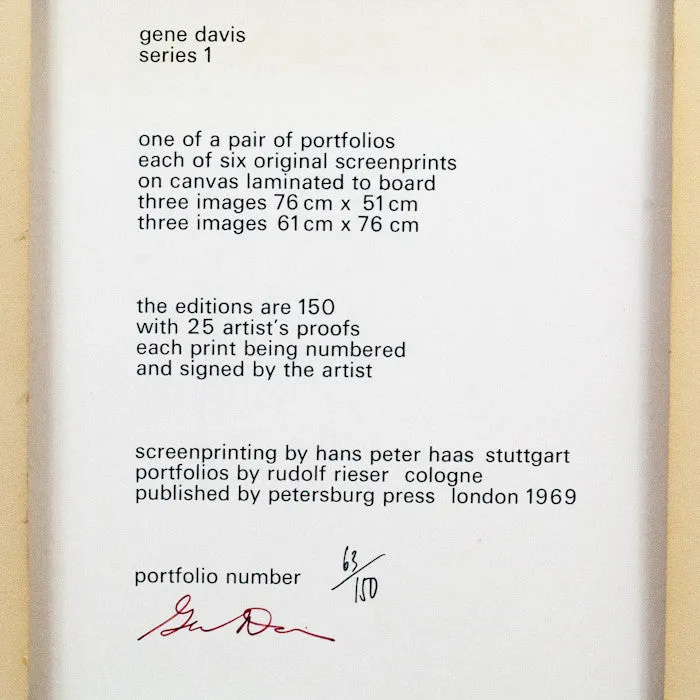 gene davis
series 1
one of a pair of portfolios
each of six original screenprints
on canvas laminated to board
three images 76 cm x 51 cm
three images 61 cm x 76 cm
the editions are 150
with 25 artist's proofs
each print being numbered
and signed by the artist
screenprinting by hans peter haas stuttgart
portfolios by rudolf rieser cologne
published by petersburg press london 1969
portfolio number 63/150
Gene Davis